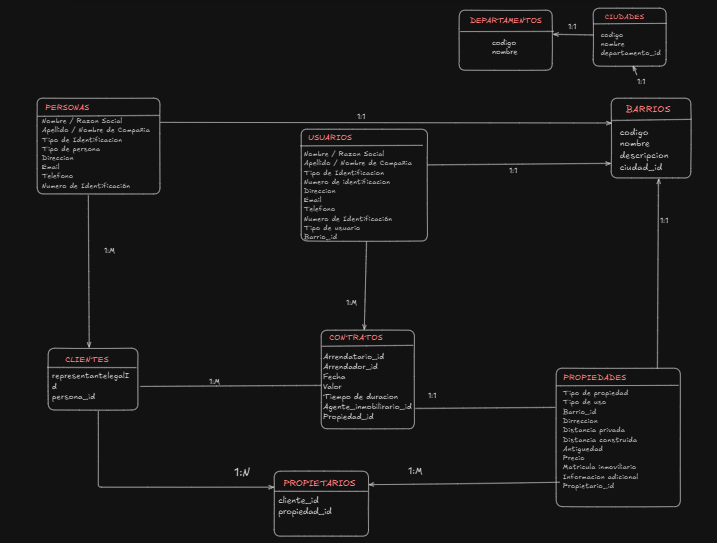 DEPARTAMENTOS
codigo
nombre
1:1
CIUDADES
codigo
nombre
departamento_id
1:1
PERSONAS
Nombre / Razon Social
Apellido / Nombre de Compañia
Tipo de Identificacion
Tipo de persona
Direccion
Email
Telefono
Numero de Identificación
1:1
BARRIOS
codigo
nombre
descripcion
ciudad_id
USUARIOS
Nombre / Razon Social
Apellido / Nombre de Compañia
Tipo de Identificacion
Numero de identificacion
Direccion
Email
Telefono
Numero de Identificación
Tipo de usuario
Barrio_id
1:1
1:1
1:M
1:M
CLIENTES
representantelegalI
d
persona_id
1:M
CONTRATOS
Arrendatario_id
Arrendador_id
Fecha
Valor
Tiempo de duracion
Agente_inmobilirario_id
Propiedad_id
1:1
PROPIEDADES
Tipo de propiedad
Tipo de uso
Barrio_id
Dirreccion
Distancia privada
Distancia construida
Antiguedad
Precio
Matricula inmoviliario
Informacion adicional
Propietario_id
1:N
PROPIETARIOS
cliente_id
propiedad_id
1:M